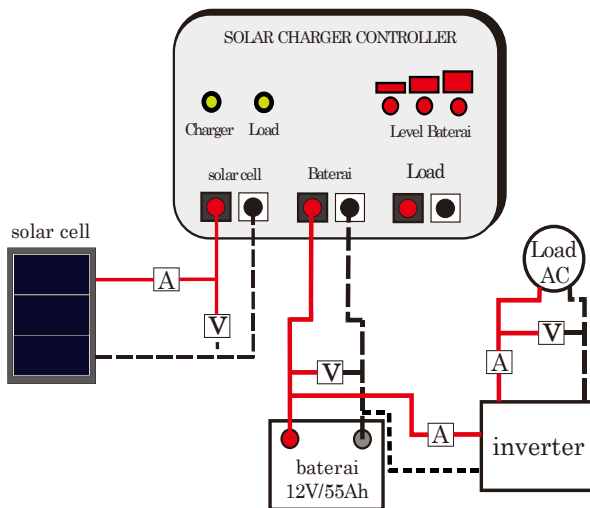 SOLAR CHARGER CONTROLLER
Charger
Load
Level Baterai
solar cell
Baterai
Load
solar cell
A
V
Load
AC
V
A
V
A
inverter
baterai
12V/55Ah